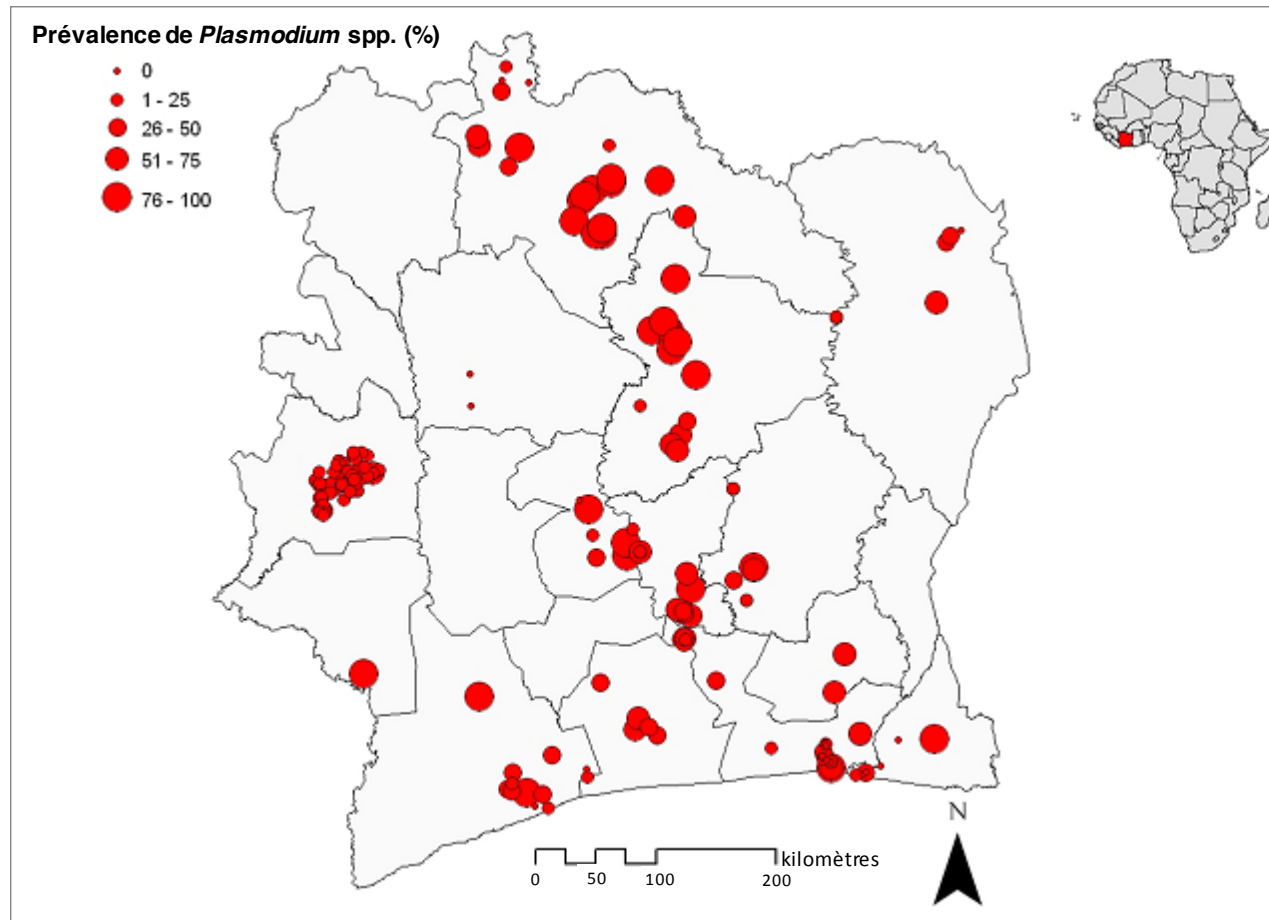 Prévalence de Plasmodium spp. (%)
0
1 - 25
26 - 50
51 - 75
76 - 100
N
kilomètres
0 50 100 200